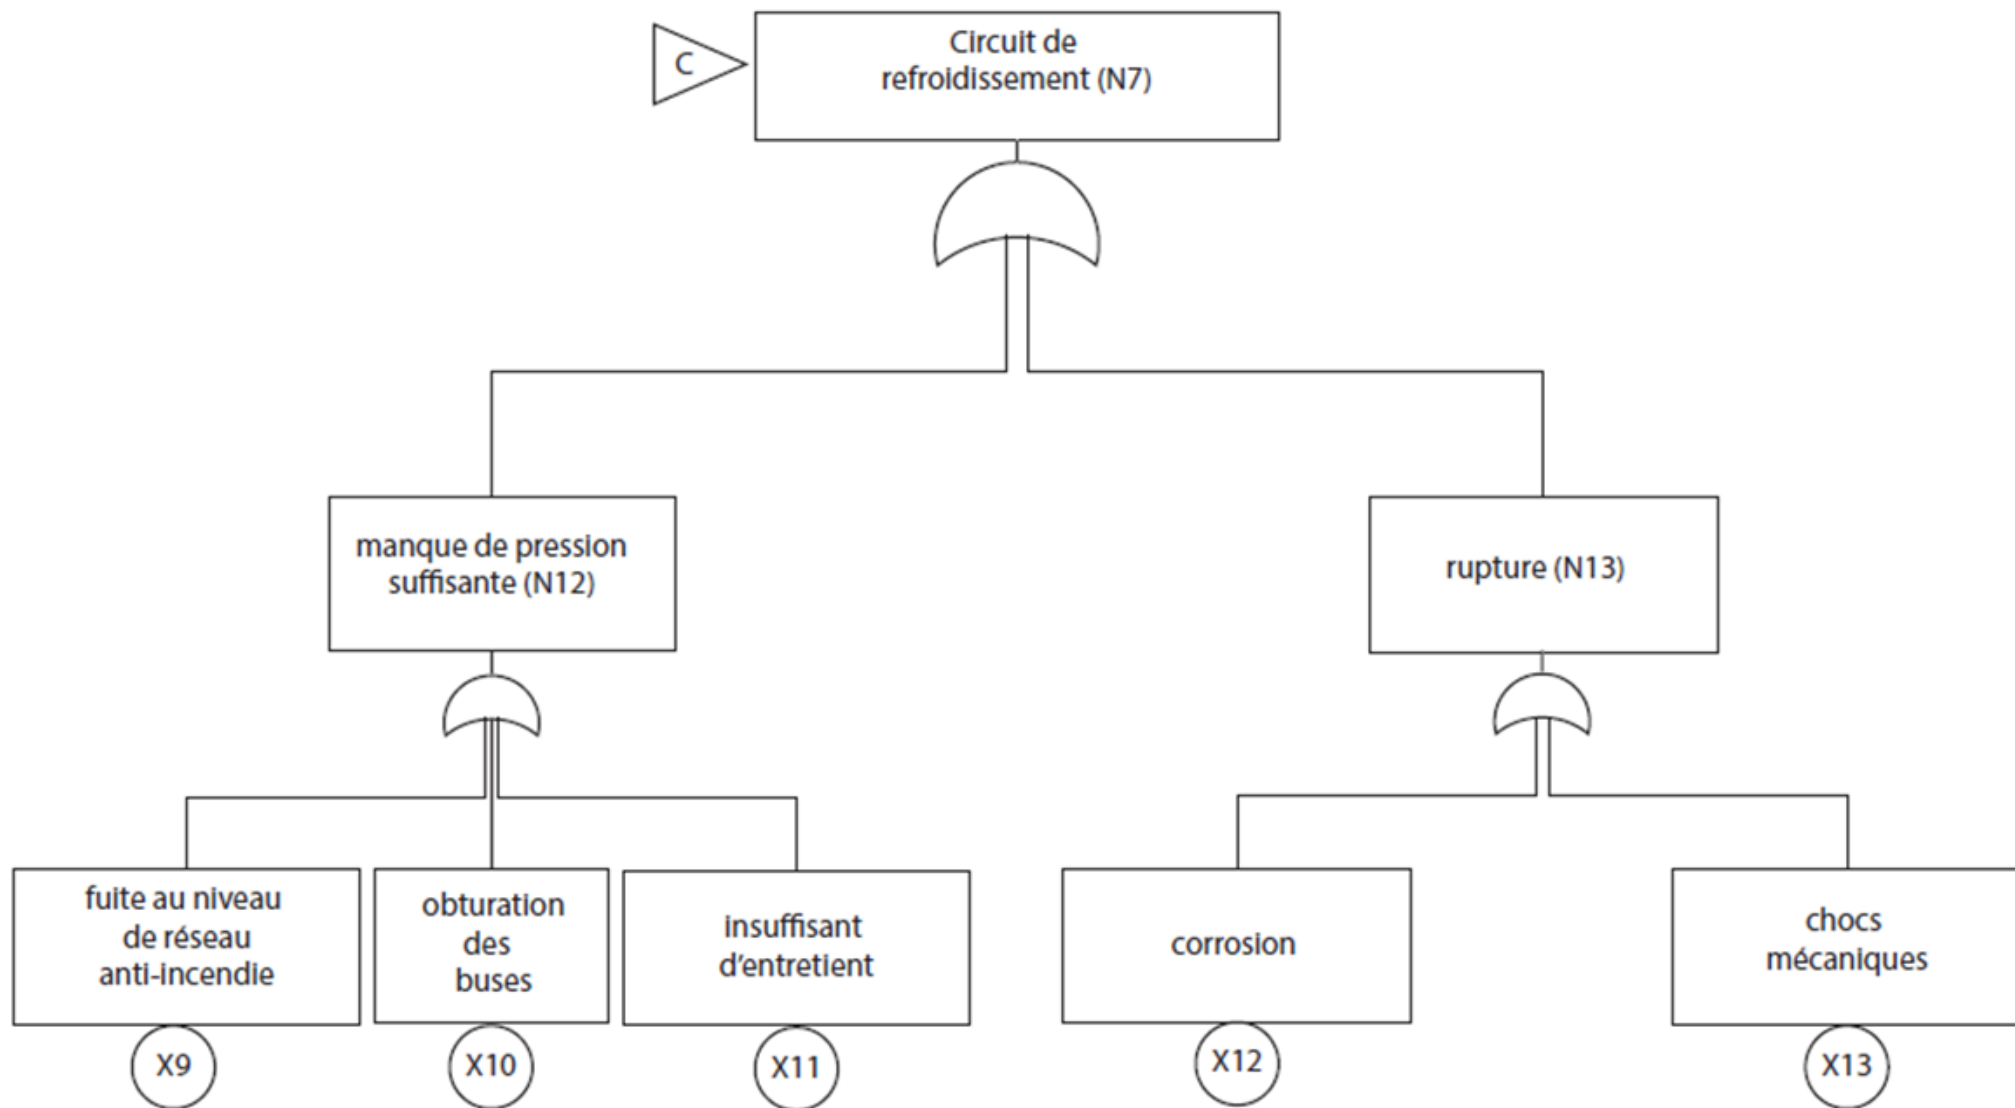 C
Circuit de
refroidissement (N7)
manque de pression
suffisante (N12)
rupture (N13)
fuite au niveau
de réseau
anti-incendie
obturation
des
buses
insuffisant
d'entretient
corrosion
chocs
mécaniques
X9
X10
X11
X12
X13